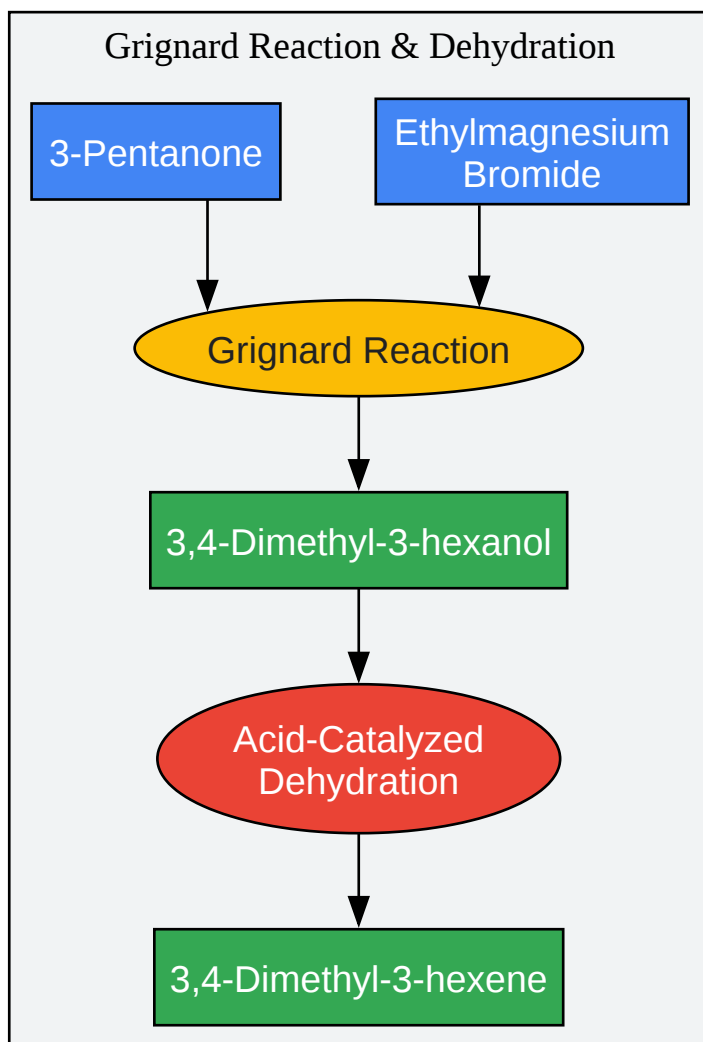 Grignard Reaction & Dehydration
3-Pentanone
Ethylmagnesium
Bromide
Grignard Reaction
3,4-Dimethyl-3-hexanol
Acid-Catalyzed
Dehydration
3,4-Dimethyl-3-hexene